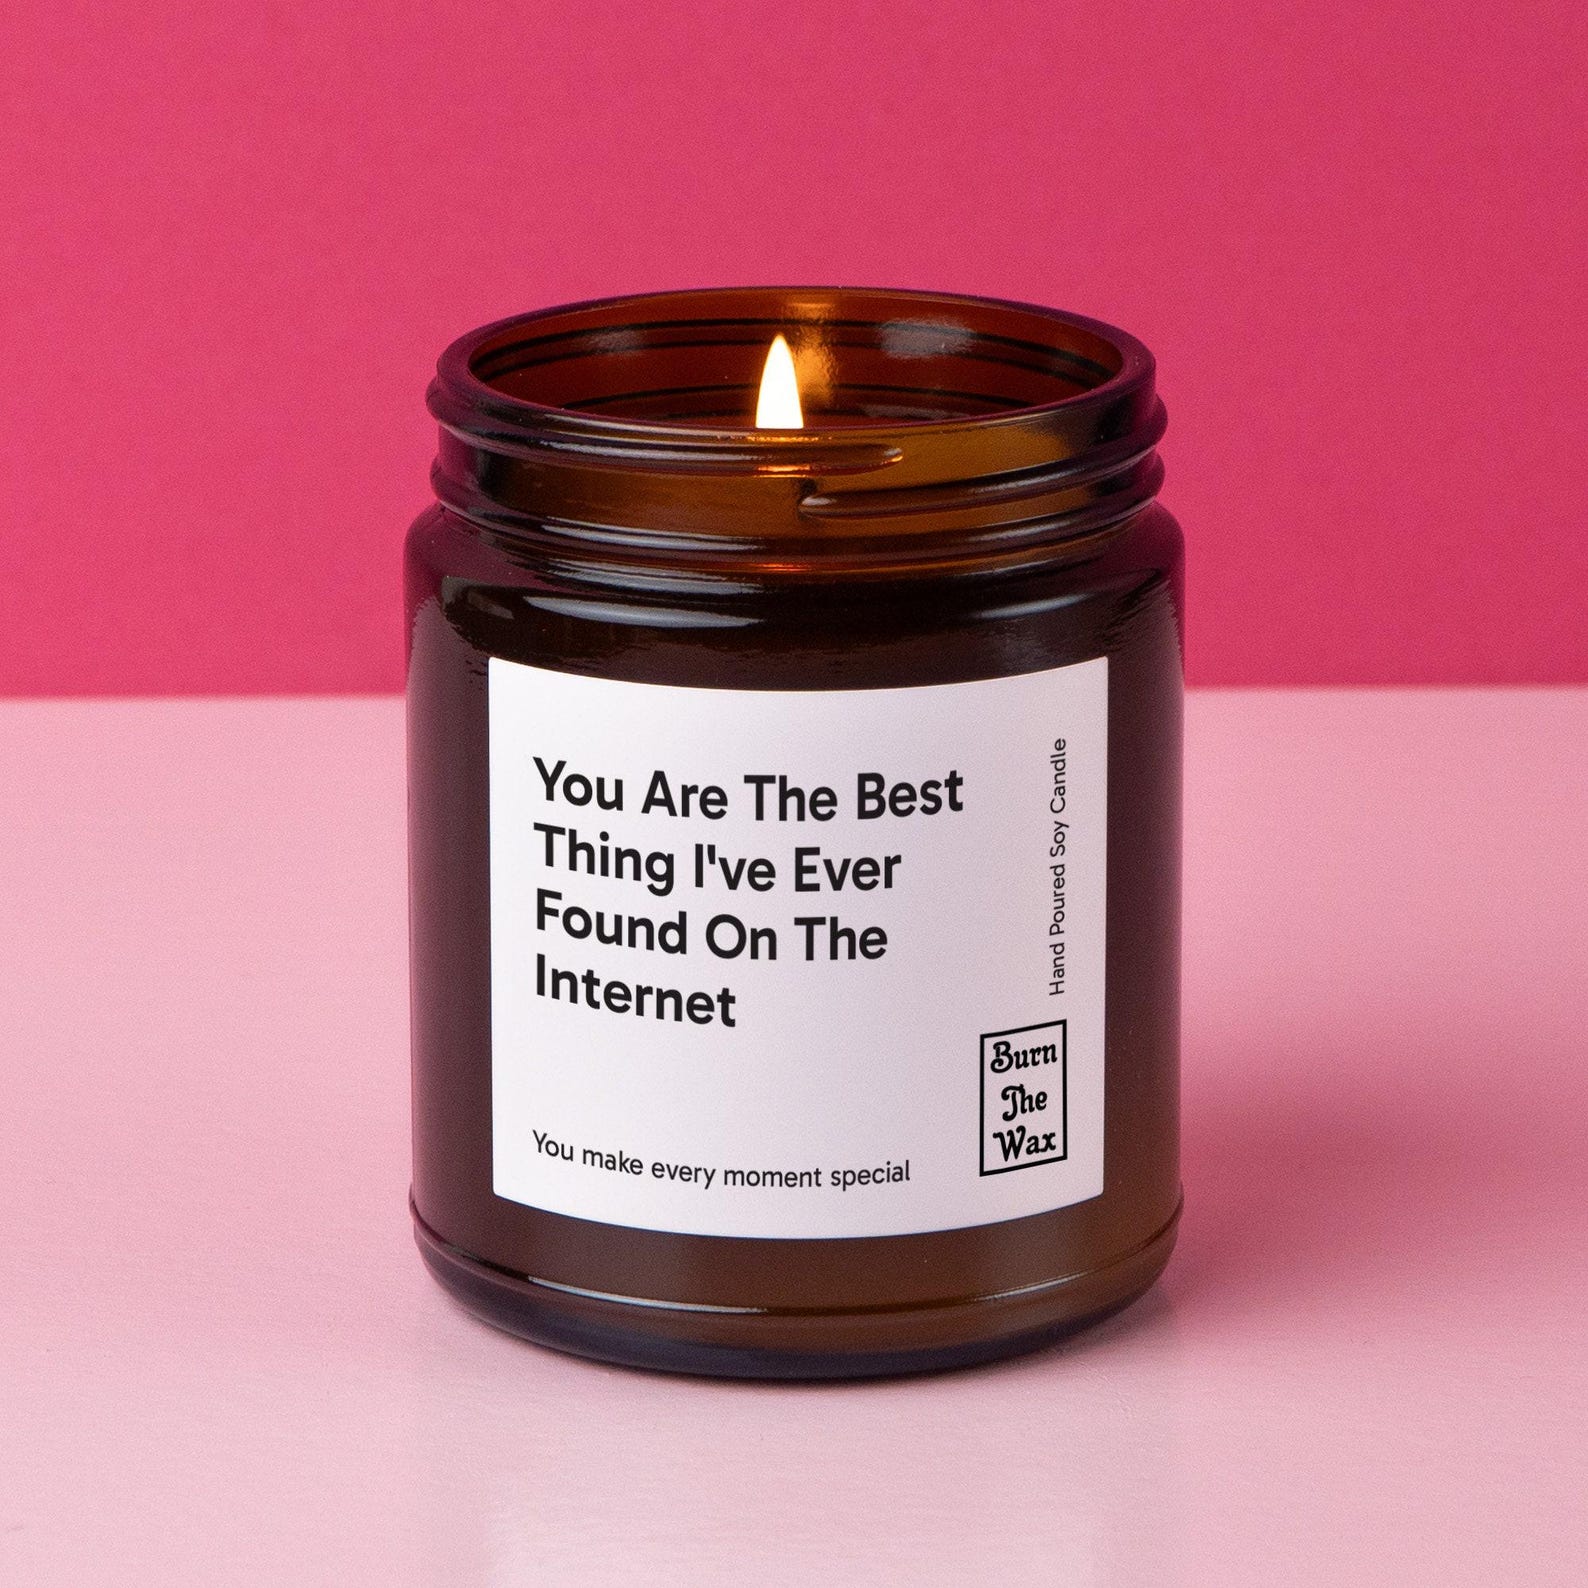 You Are The Best
Thing I've Ever
Found On The
Internet
You make every moment special
Hand Poured Soy Candle
Burn
The
Wax